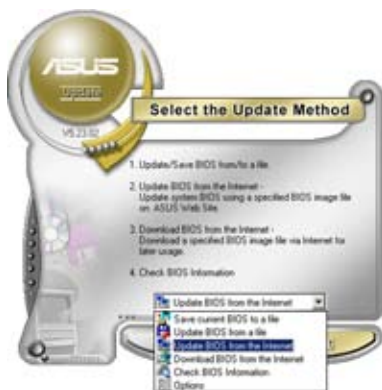 ASUS
Update
V5.23.02
Select the Update Method
1. Update/Save BIOS from/to a file
2. Update BIOS from the Internet -
Update system BIOS using a specified BIOS image file
on ASUS Web Site.
3. Download BIOS from the Internet -
Download a specified BIOS image file via Internet for
later usage.
4. Check BIOS Information
Update BIOS from the Internet
Save current BIOS to a file
Update BIOS from a file
Update BIOS from the Internet
Download BIOS from the Internet
Check BIOS Information
Options